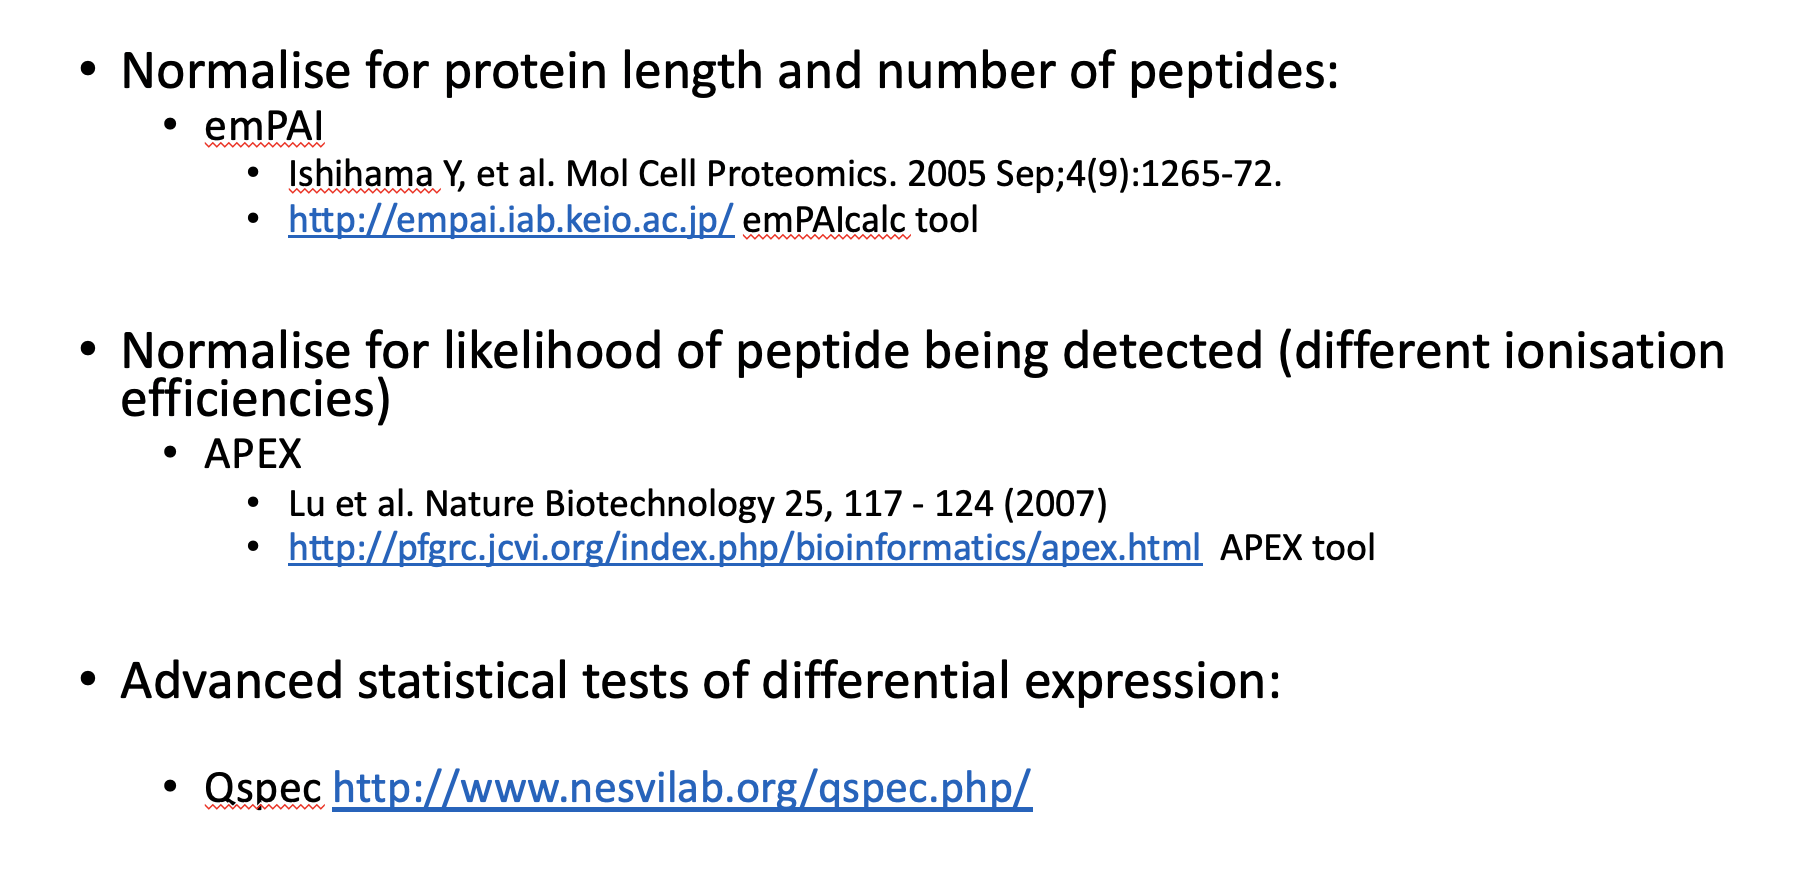 • Normalise for protein length and number of peptides:
• emPAI
• Ishihama Y, et al. Mol Cell Proteomics. 2005 Sep;4(9):1265-72.
• http://empai.iab.keio.ac.jp/ emPAIcalc tool
• Normalise for likelihood of peptide being detected (different ionisation
efficiencies)
• APEX
• Lu et al. Nature Biotechnology 25, 117 - 124 (2007)
• http://pfgrc.jcvi.org/index.php/bioinformatics/apex.html APEX tool
• Advanced statistical tests of differential expression:
• Qspec http://www.nesvilab.org/qspec.php/